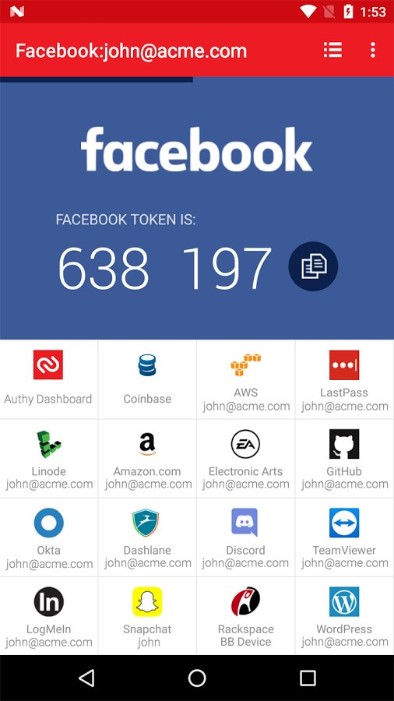 1:53
Facebook:john@acme.com
facebook
FACEBOOK TOKEN IS:
638 197
Authy Dashboard
Coinbase
AWS
john@acme.com
LastPass
john@acme.com
Linode
john@acme.com
a
Amazon.com
john@acme.com
EA
Electronic Arts
john@acme.com
GitHub
john@acme.com
Okta
john@acme.com
Dashlane
john@acme.com
Discord
john@acme.com
TeamViewer
john@acme.com
In
LogMeIn
john@acme.com
Snapchat
john
Rackspace
BB Device
W
WordPress
john@acme.com